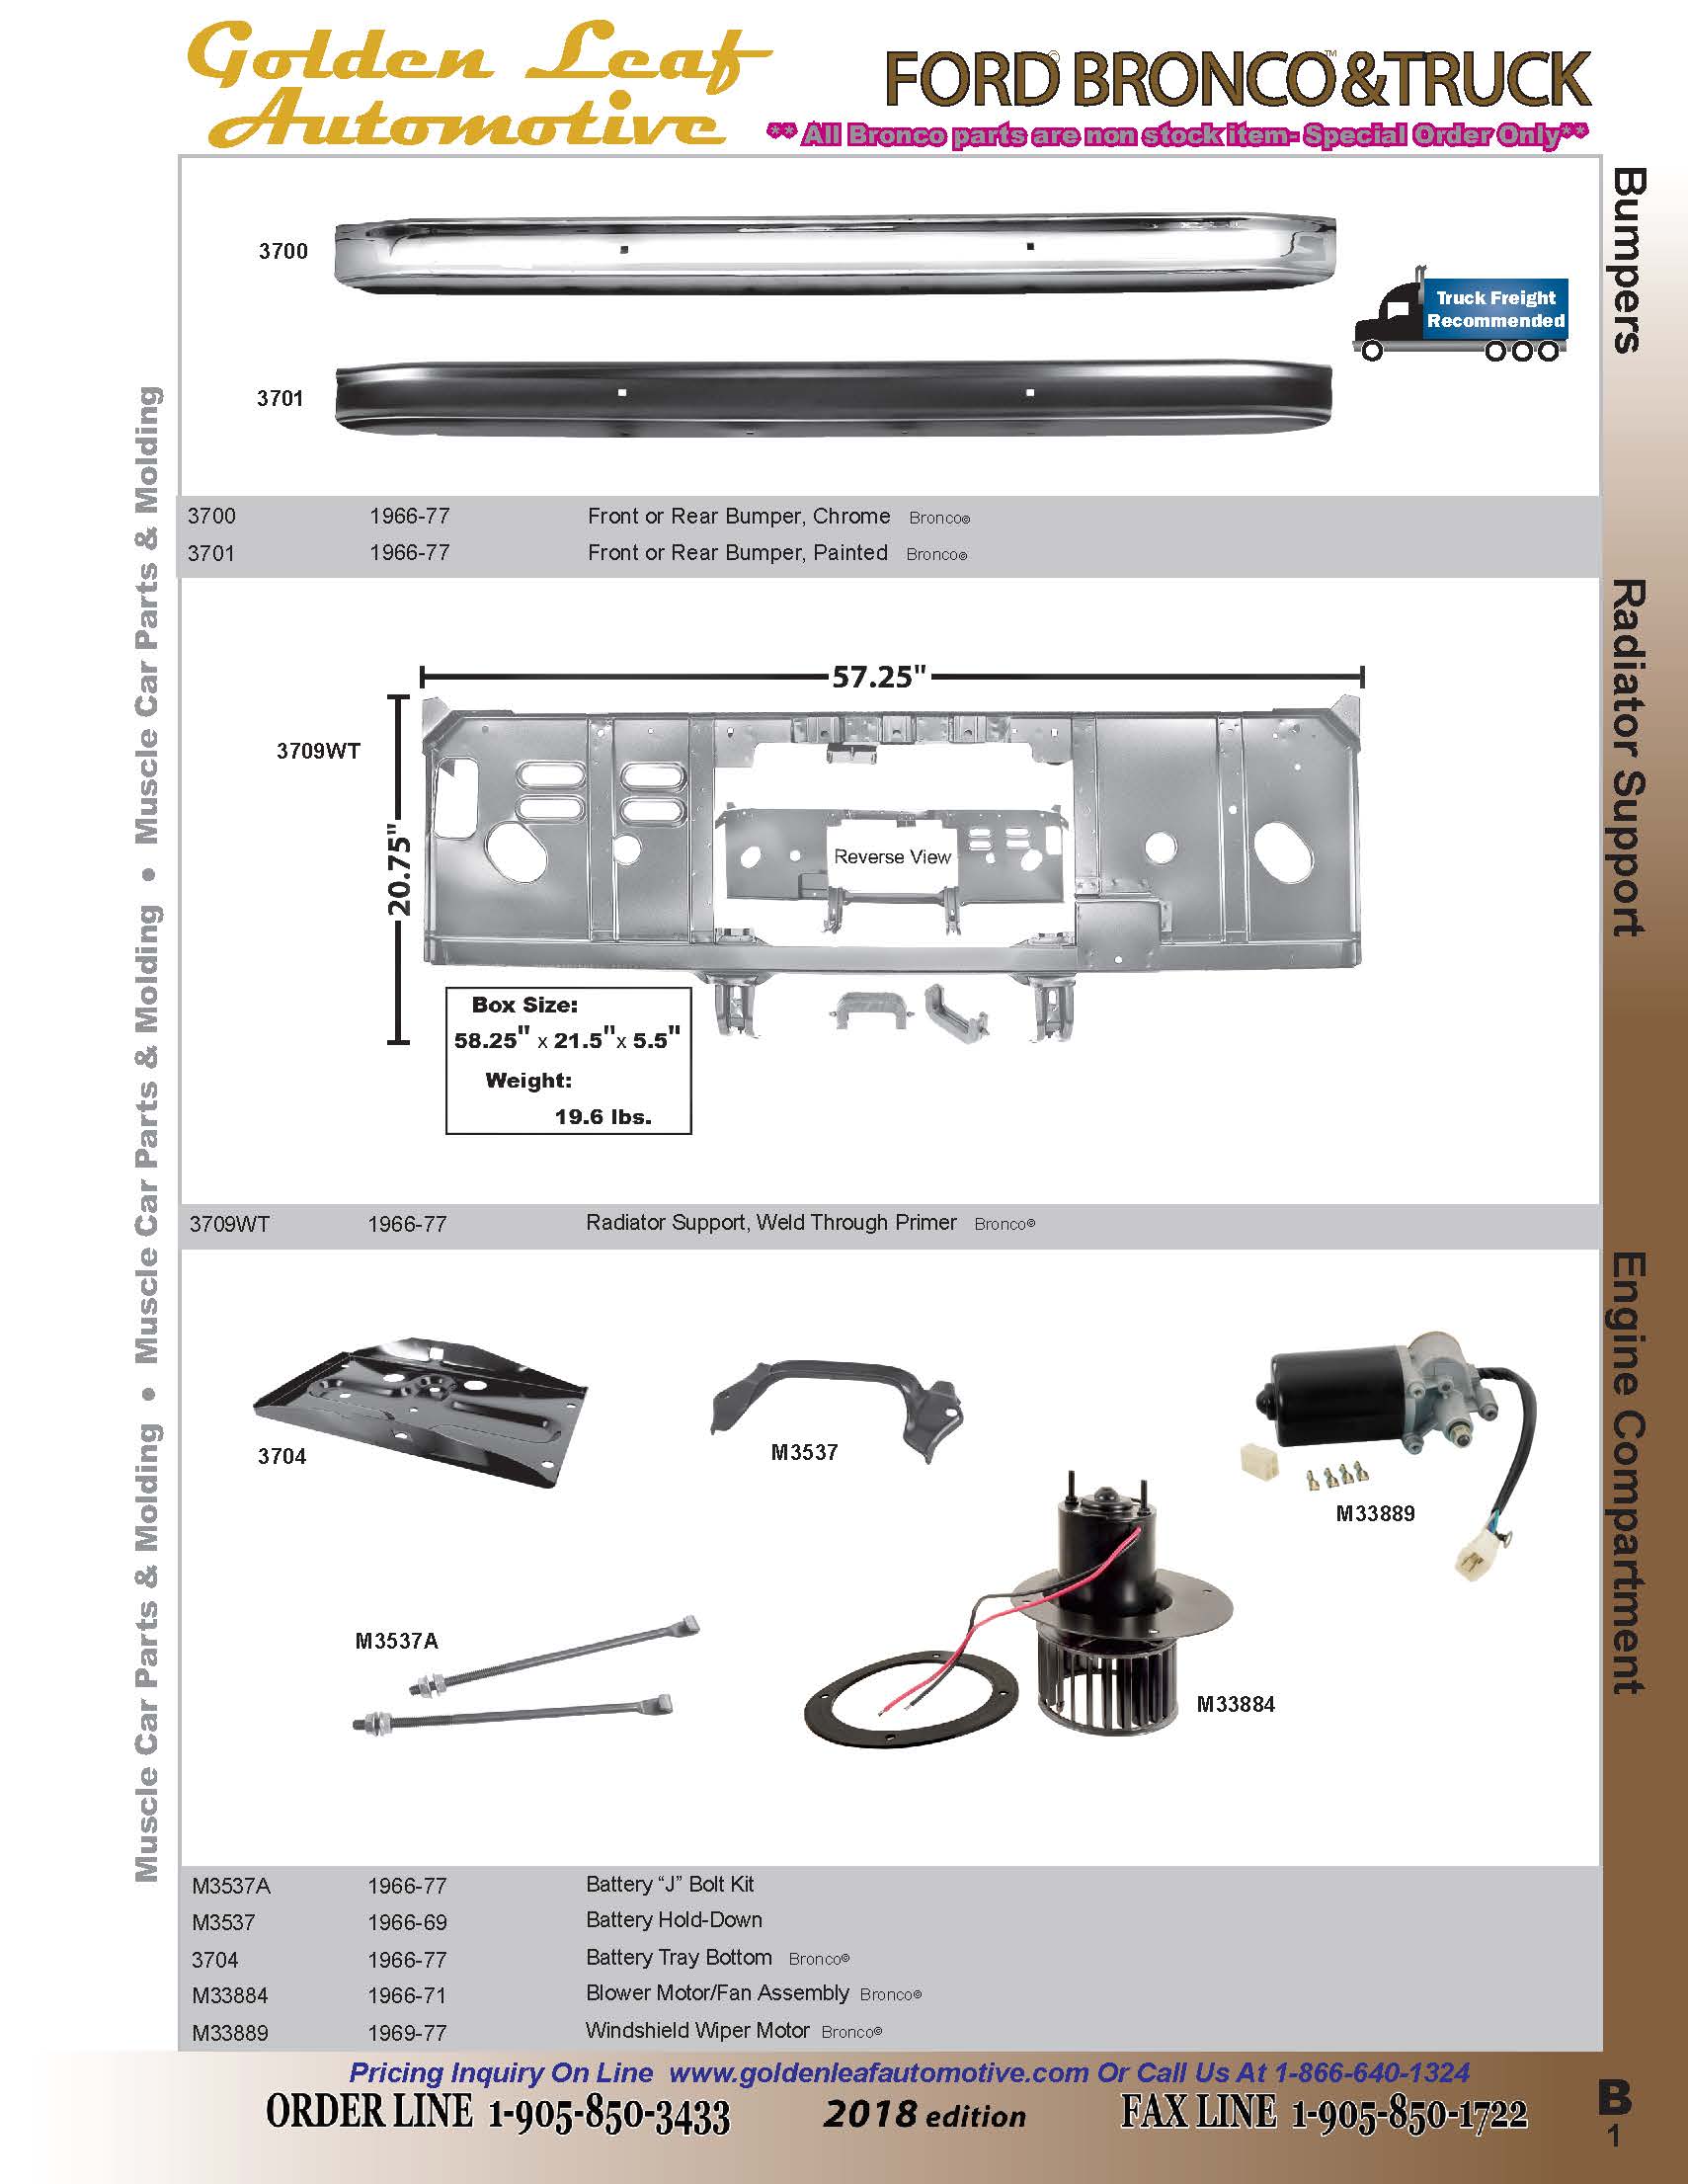 Golden Leaf
Automotive
FORD© BRONCO™&TRUCK
** All Bronco parts are non stock item- Special Order Only**
Bumpers
3700
Truck Freight
Recommended
3701
3700 1966-77 Front or Rear Bumper, Chrome Bronco©
3701 1966-77 Front or Rear Bumper, Painted Bronco©
Radiator Support
57.25"
3709WT
20.75"
Reverse View
Box Size:
58.25" x 21.5"x 5.5"
Weight:
19.6 lbs.
3709WT 1966-77 Radiator Support, Weld Through Primer Bronco©
Engine Compartment
3704
M3537
M33889
M3537A
M33884
M3537A 1966-77 Battery “J” Bolt Kit
M3537 1966-69 Battery Hold-Down
3704 1966-77 Battery Tray Bottom Bronco©
M33884 1966-71 Blower Motor/Fan Assembly Bronco©
M33889 1969-77 Windshield Wiper Motor Bronco©
Muscle Car Parts & Molding • Muscle Car Parts & Molding • Muscle Car Parts & Molding
Pricing Inquiry On Line www.goldenleafautomotive.com Or Call Us At 1-866-640-1324
ORDER LINE 1-905-850-3433 2018 edition FAX LINE 1-905-850-1722
B
1